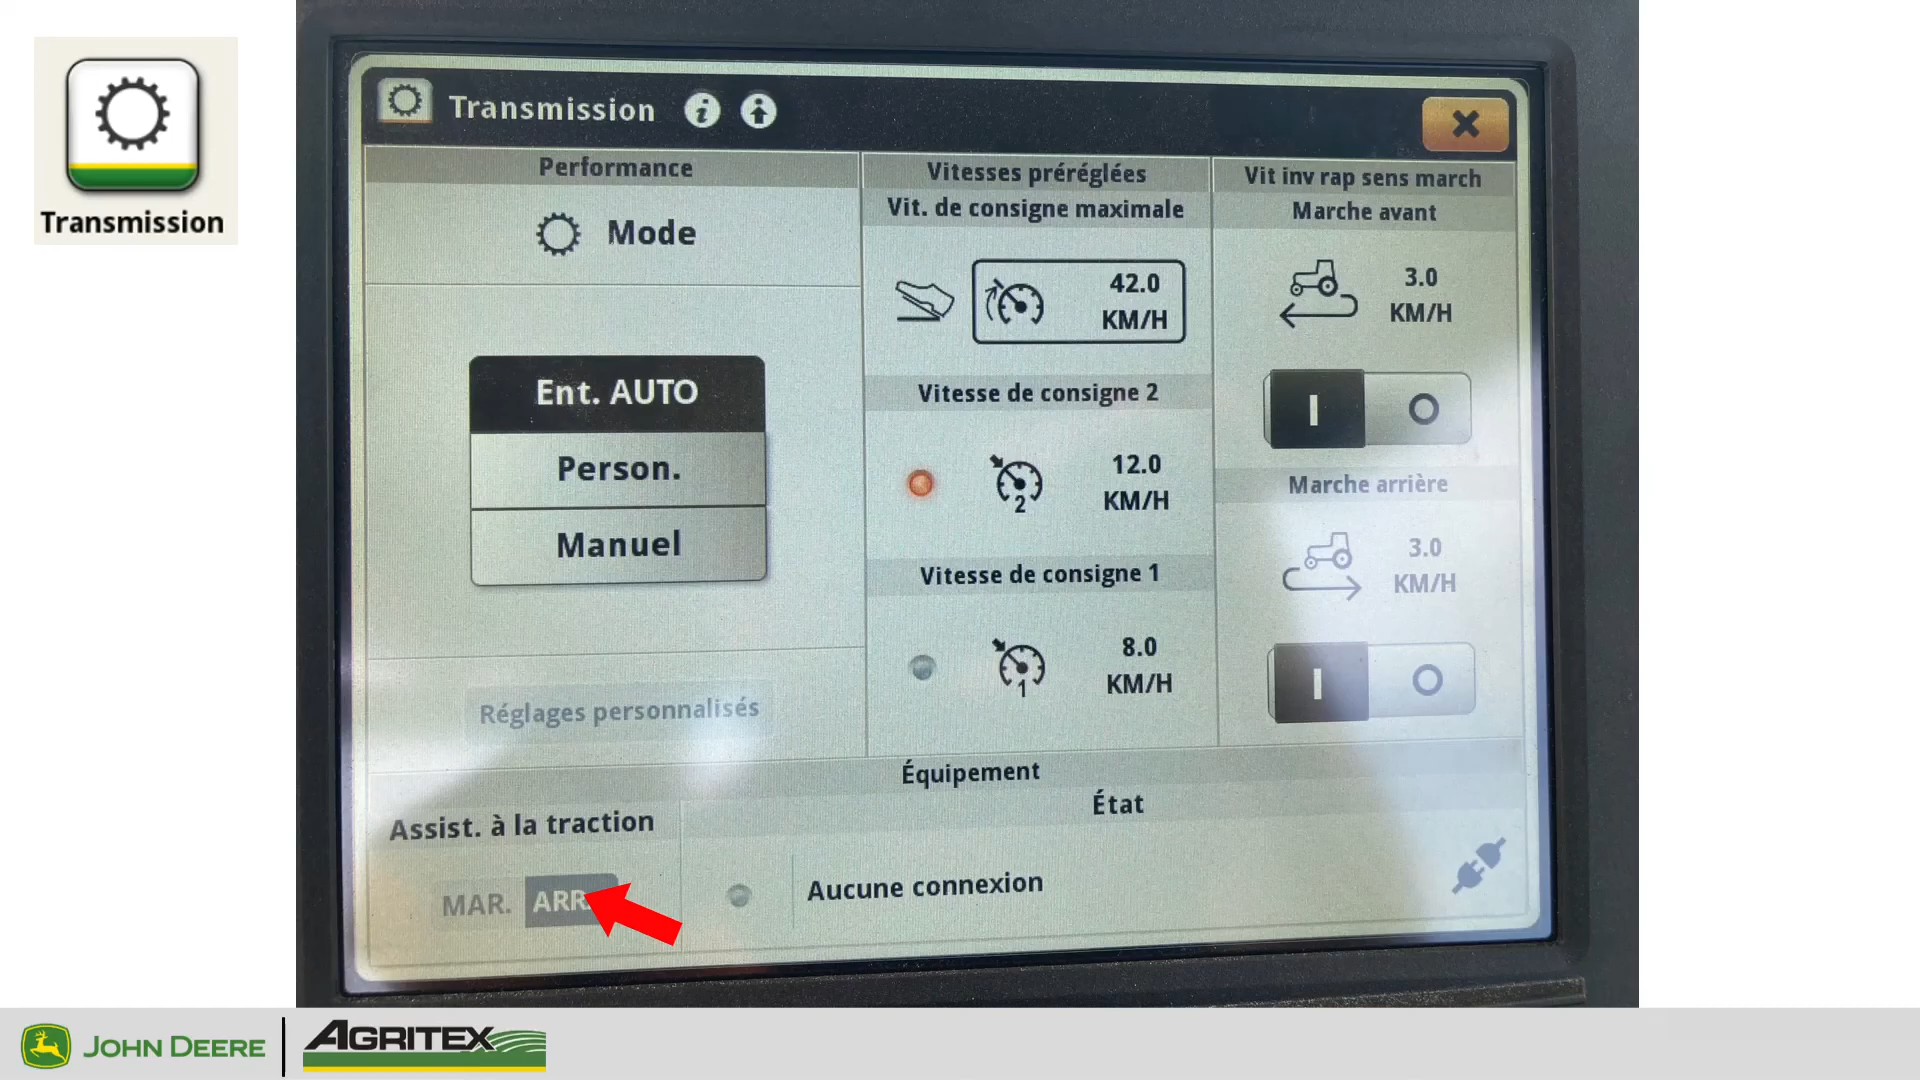 Transmission
Transmission
Performance
Mode
Ent. AUTO
Person.
Manuel
Réglages personnalisés
Vitesses préréglées
Vit. de consigne maximale
42.0
KM/H
Vitesse de consigne 2
2
12.0
KM/H
Vitesse de consigne 1
1
8.0
KM/H
Vit inv rap sens march
Marche avant
3.0
KM/H
I O
Marche arrière
3.0
KM/H
I O
Équipement
Assist. à la traction
MAR.
État
Aucune connexion
JOHN DEERE
AGRITEX